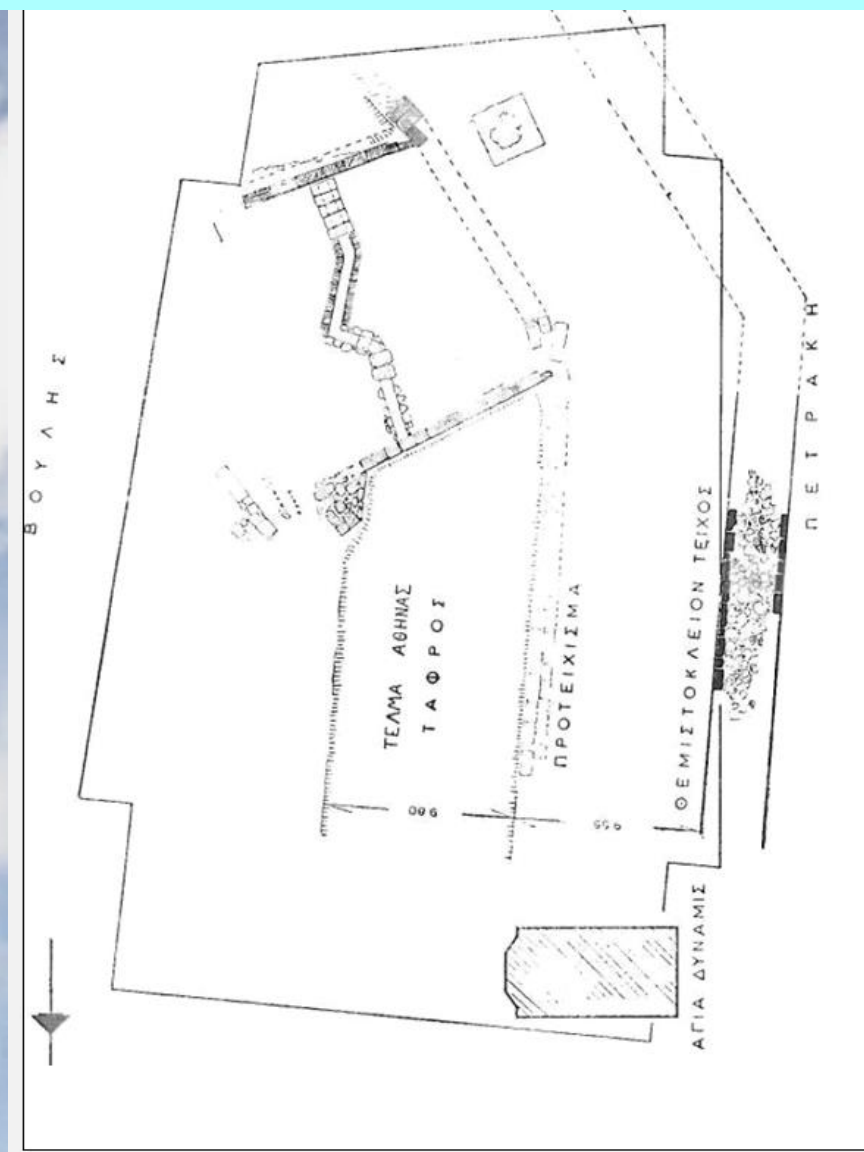 ΒΟΥΛΗΣ
ΤΕΛΜΑ ΑΘΗΝΑΣ
ΤΑΦΡΟΣ
ΠΡΟΤΕΙΧΙΣΜΑ
ΘΕΜΙΣΤΟΚΛΕΙΟΝ ΤΕΙΧΟΣ
ΠΕΤΡΑΚΗ
ΑΓΙΑ ΔΥΝΑΜΙΣ